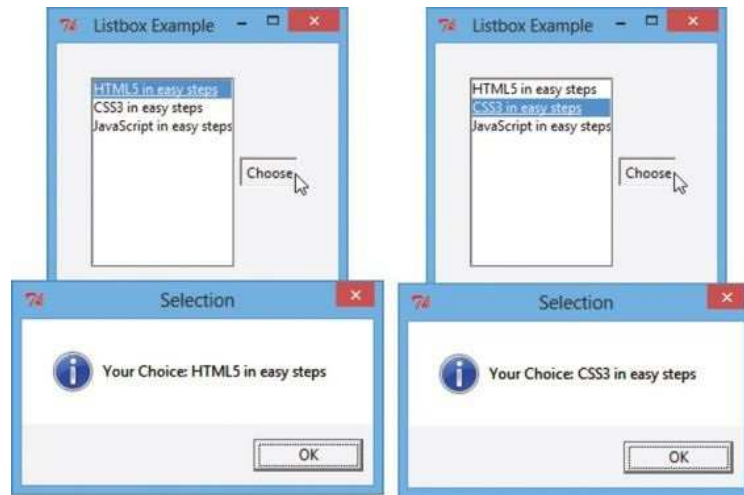 Listbox Example
HTML5 in easy steps
CSS3 in easy steps
JavaScript in easy steps
Choose
Selection
Your Choice: HTML5 in easy steps
OK
Listbox Example
HTML5 in easy steps
CSS3 in easy steps
JavaScript in easy steps
Choose
Selection
Your Choice: CSS3 in easy steps
OK